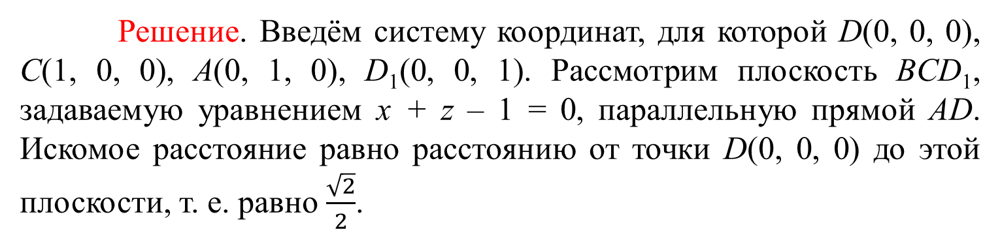 Решение. Введём систему координат, для которой D(0, 0, 0),
C(1, 0, 0), A(0, 1, 0), D₁(0, 0, 1). Рассмотрим плоскость BCD₁,
задаваемую уравнением x + z – 1 = 0, параллельную прямой AD.
Искомое расстояние равно расстоянию от точки D(0, 0, 0) до этой
плоскости, т. е. равно √2/2.